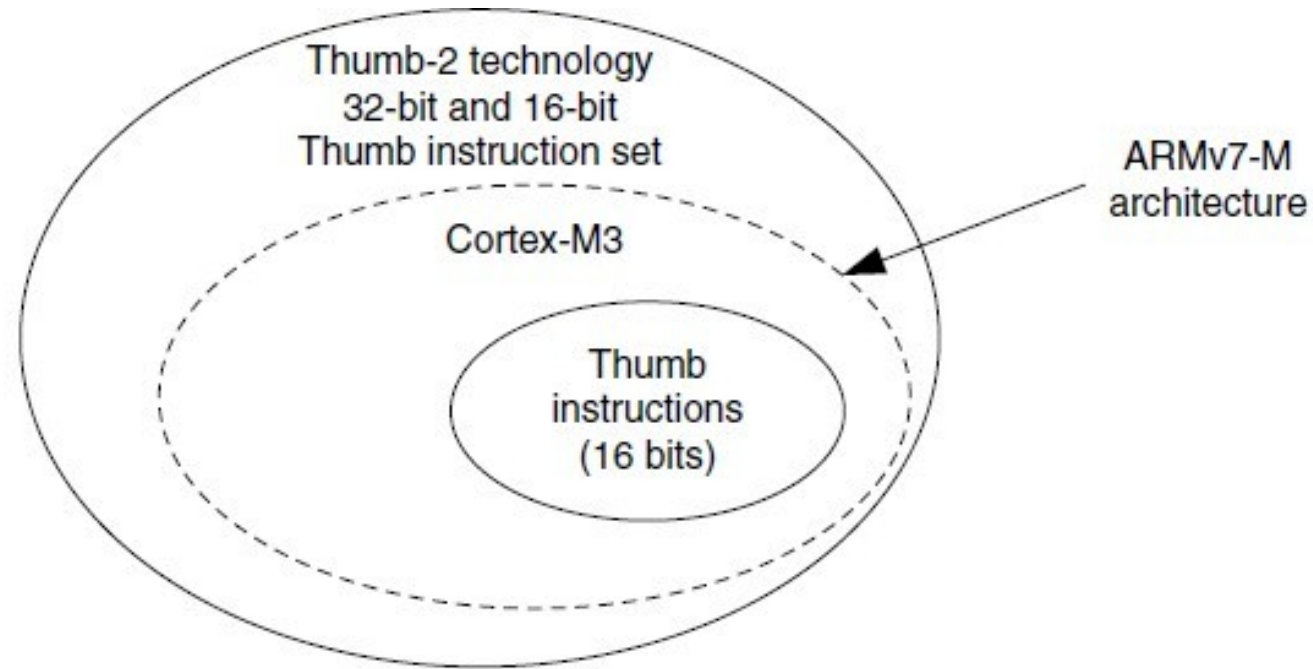 Thumb-2 technology
32-bit and 16-bit
Thumb instruction set
ARMv7-M
architecture
Cortex-M3
Thumb
instructions
(16 bits)